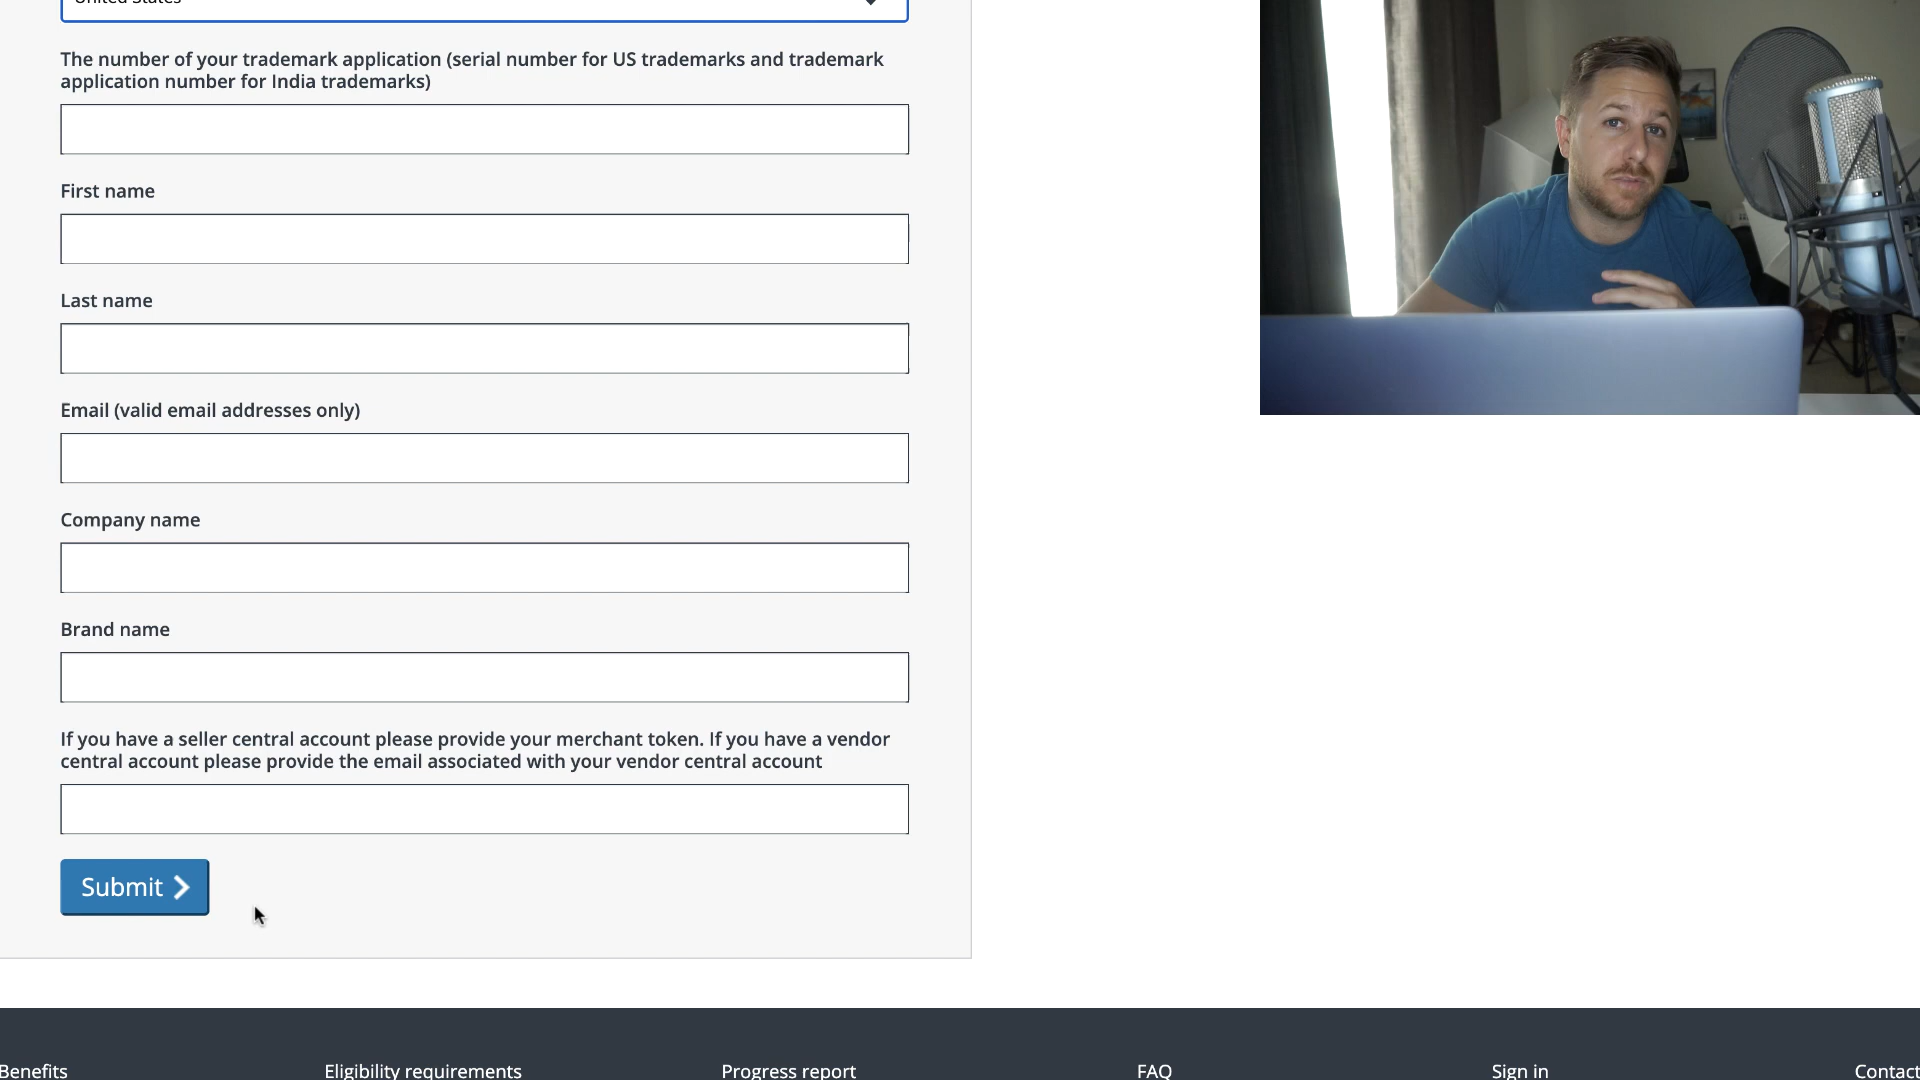 United States
The number of your trademark application (serial number for US trademarks and trademark
application number for India trademarks)
First name
Last name
Email (valid email addresses only)
Company name
Brand name
If you have a seller central account please provide your merchant token. If you have a vendor
central account please provide the email associated with your vendor central account
Submit
Benefits
Eligibility requirements
Progress report
FAQ
Sign in
Contact